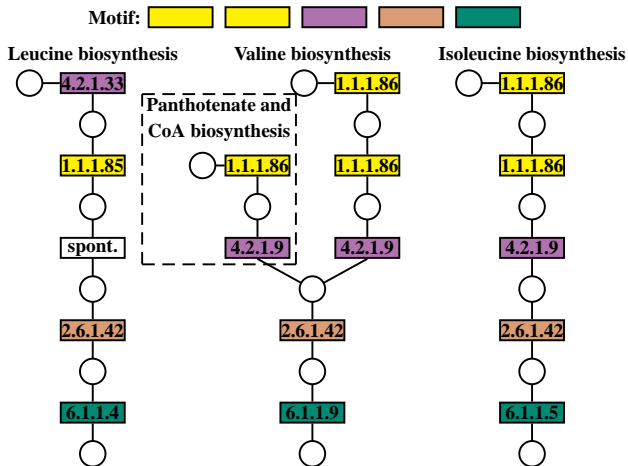 Motif:
Leucine biosynthesis
Valine biosynthesis
Isoleucine biosynthesis
4.2.1.33
1.1.1.86
1.1.1.86
Panthotenate and
CoA biosynthesis
1.1.1.85
1.1.1.86
1.1.1.86
1.1.1.86
spont.
4.2.1.9
4.2.1.9
4.2.1.9
2.6.1.42
2.6.1.42
2.6.1.42
6.1.1.4
6.1.1.9
6.1.1.5